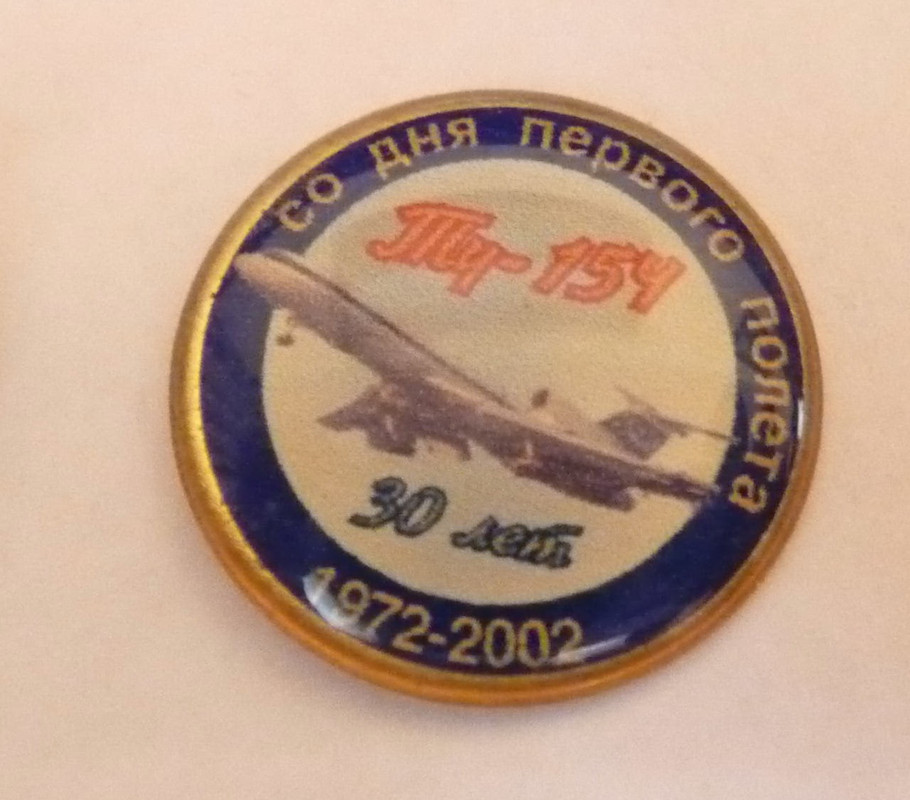 со дня первого полета
Ту-154
30 лет
1972-2002